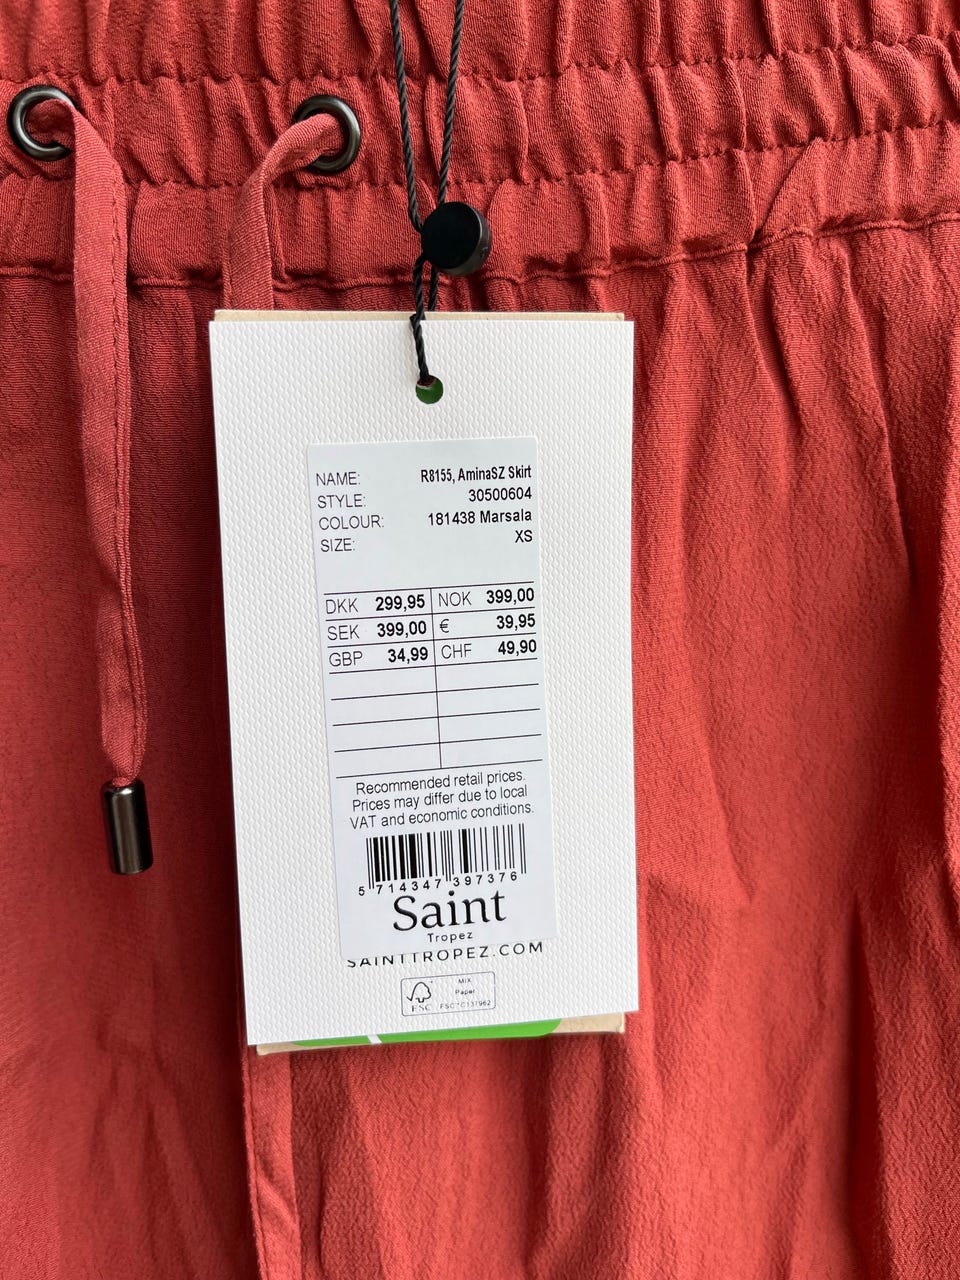 NAME: R8155, AminaSZ Skirt
STYLE: 30500604
COLOUR: 181438 Marsala
SIZE: XS
DKK 299,95 NOK 399,00
SEK 399,00 € 39,95
GBP 34,99 CHF 49,90
Recommended retail prices.
Prices may differ due to local
VAT and economic conditions.
5 714347 397376
Saint
Tropez
SAINTTROPEZ.COM
MIX
Paper
FSC FSC™ C137962